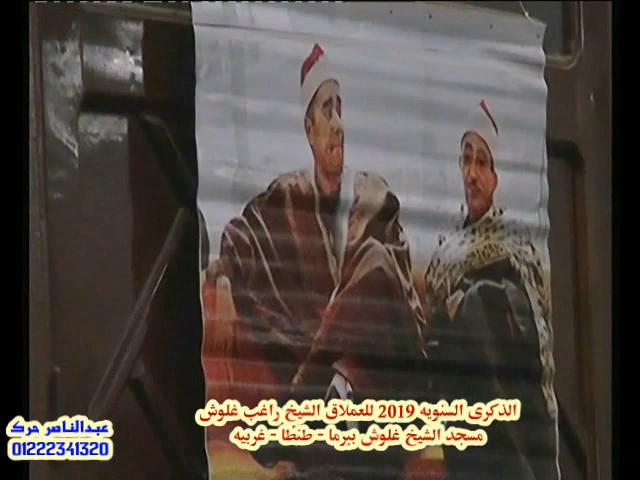 الذكرى السنويه 2019 للعملاق الشيخ راغب غلوش
مسجد الشيخ غلوش ببرما - طنطا - غربيه
عبدالناصر حرك
01222341320